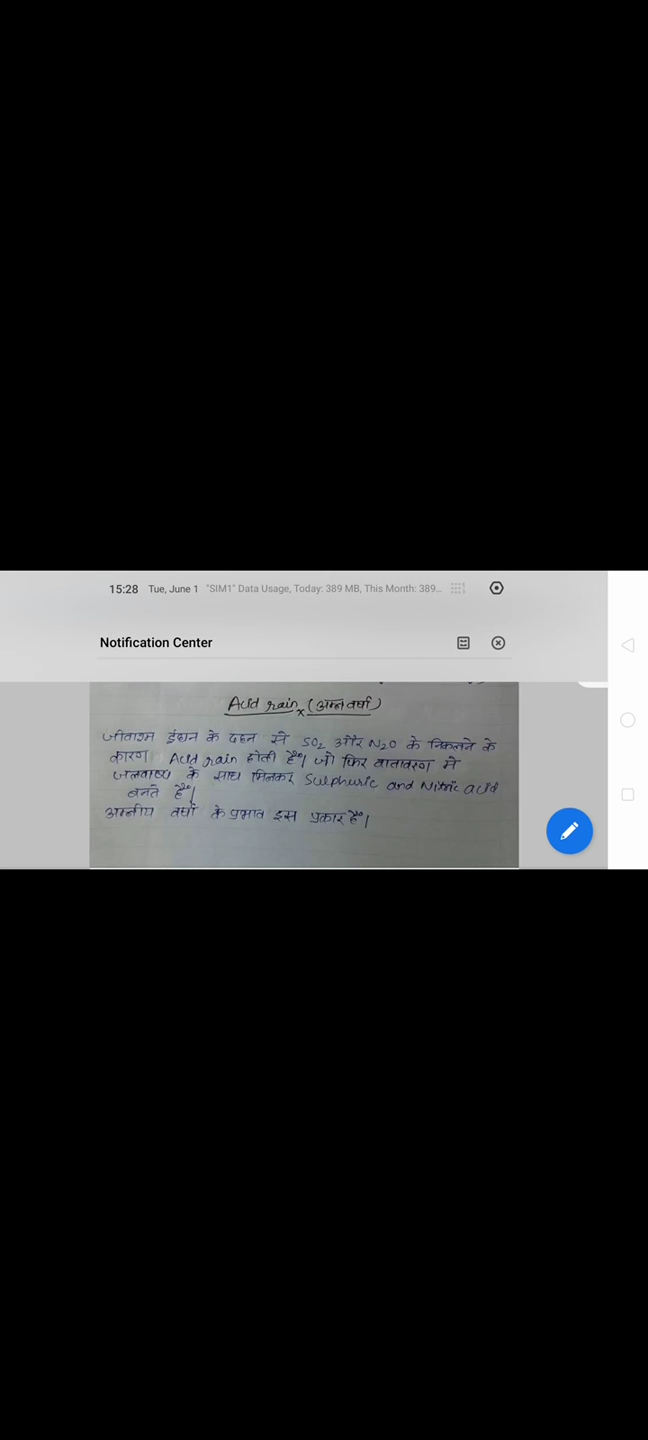 15:28 Tue, June 1 "SIM1" Data Usage, Today: 389 MB, This Month: 389...
Notification Center
Acid rain (अम्ल वर्षा)
जीवाश्म ईंधन के दहन से SO2 और N2O के निकलने के
कारण Acid rain होती है। जो फिर वातावरण में
जलवाष्प के साथ मिलकर Sulphuric and Nitric acid
बनते हैं।
अम्लीय वर्षा के प्रभाव इस प्रकार है।